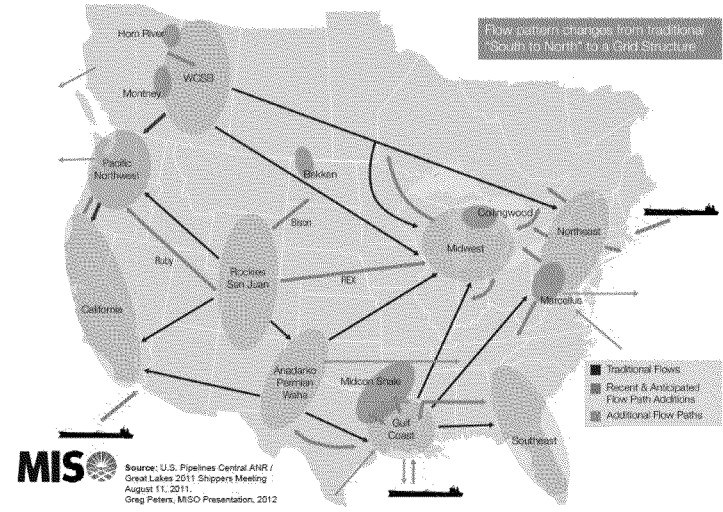 Flow pattern changes from traditional
"South to North" to a Grid Structure
Horn River
WCSB
Montney
Pacific
Northwest
Bakken
Bison
Collingwood
Northeast
Midwest
Ruby
Rockies
San Juan
REX
Marcellus
California
Anadarko
Permian
Waha
Midcon Shale
Gulf
Coast
Southeast
Traditional Flows
Recent & Anticipated
Flow Path Additions
Additional Flow Paths
MISO
Source: U.S. Pipelines Central ANR /
Great Lakes 2011 Shippers Meeting
August 11, 2011.
Greg Peters, MISO Presentation, 2012